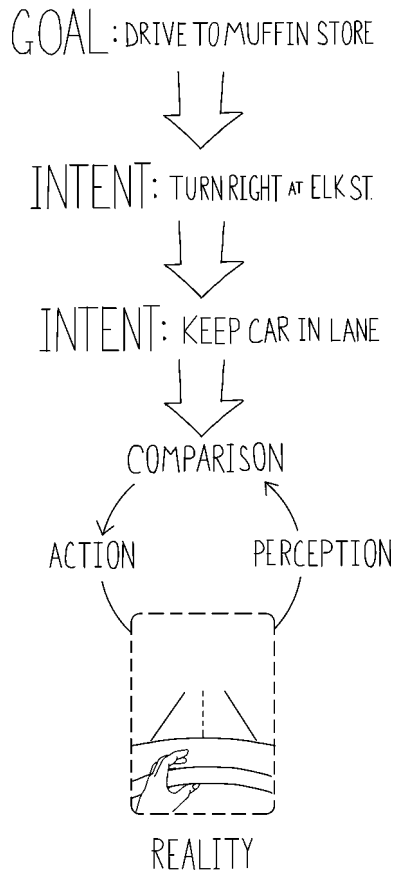 GOAL: DRIVE TO MUFFIN STORE
INTENT: TURN RIGHT AT ELK ST.
INTENT: KEEP CAR IN LANE
COMPARISON
ACTION
PERCEPTION
REALITY